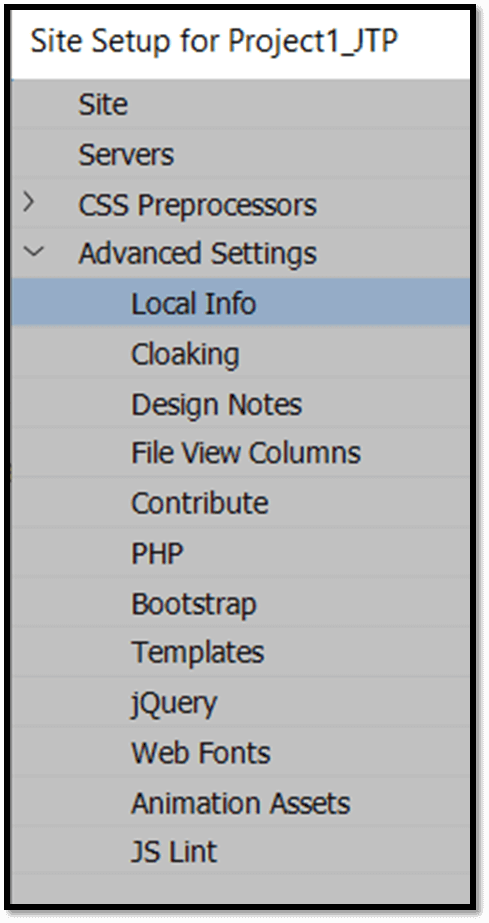 Site Setup for Project1_JTP
Site
Servers
CSS Preprocessors
Advanced Settings
Local Info
Cloaking
Design Notes
File View Columns
Contribute
PHP
Bootstrap
Templates
jQuery
Web Fonts
Animation Assets
JS Lint